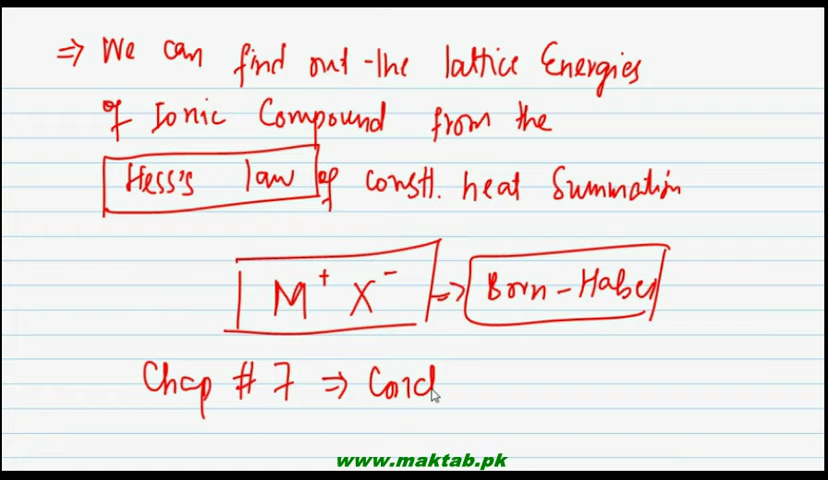 ⇒ We can find out the lattice Energies
of Ionic Compound from the
Hess's law of constt. heat Summation
M⁺ X⁻ ⇒ Born-Haber
Chap # 7 ⇒
www.maktab.pk